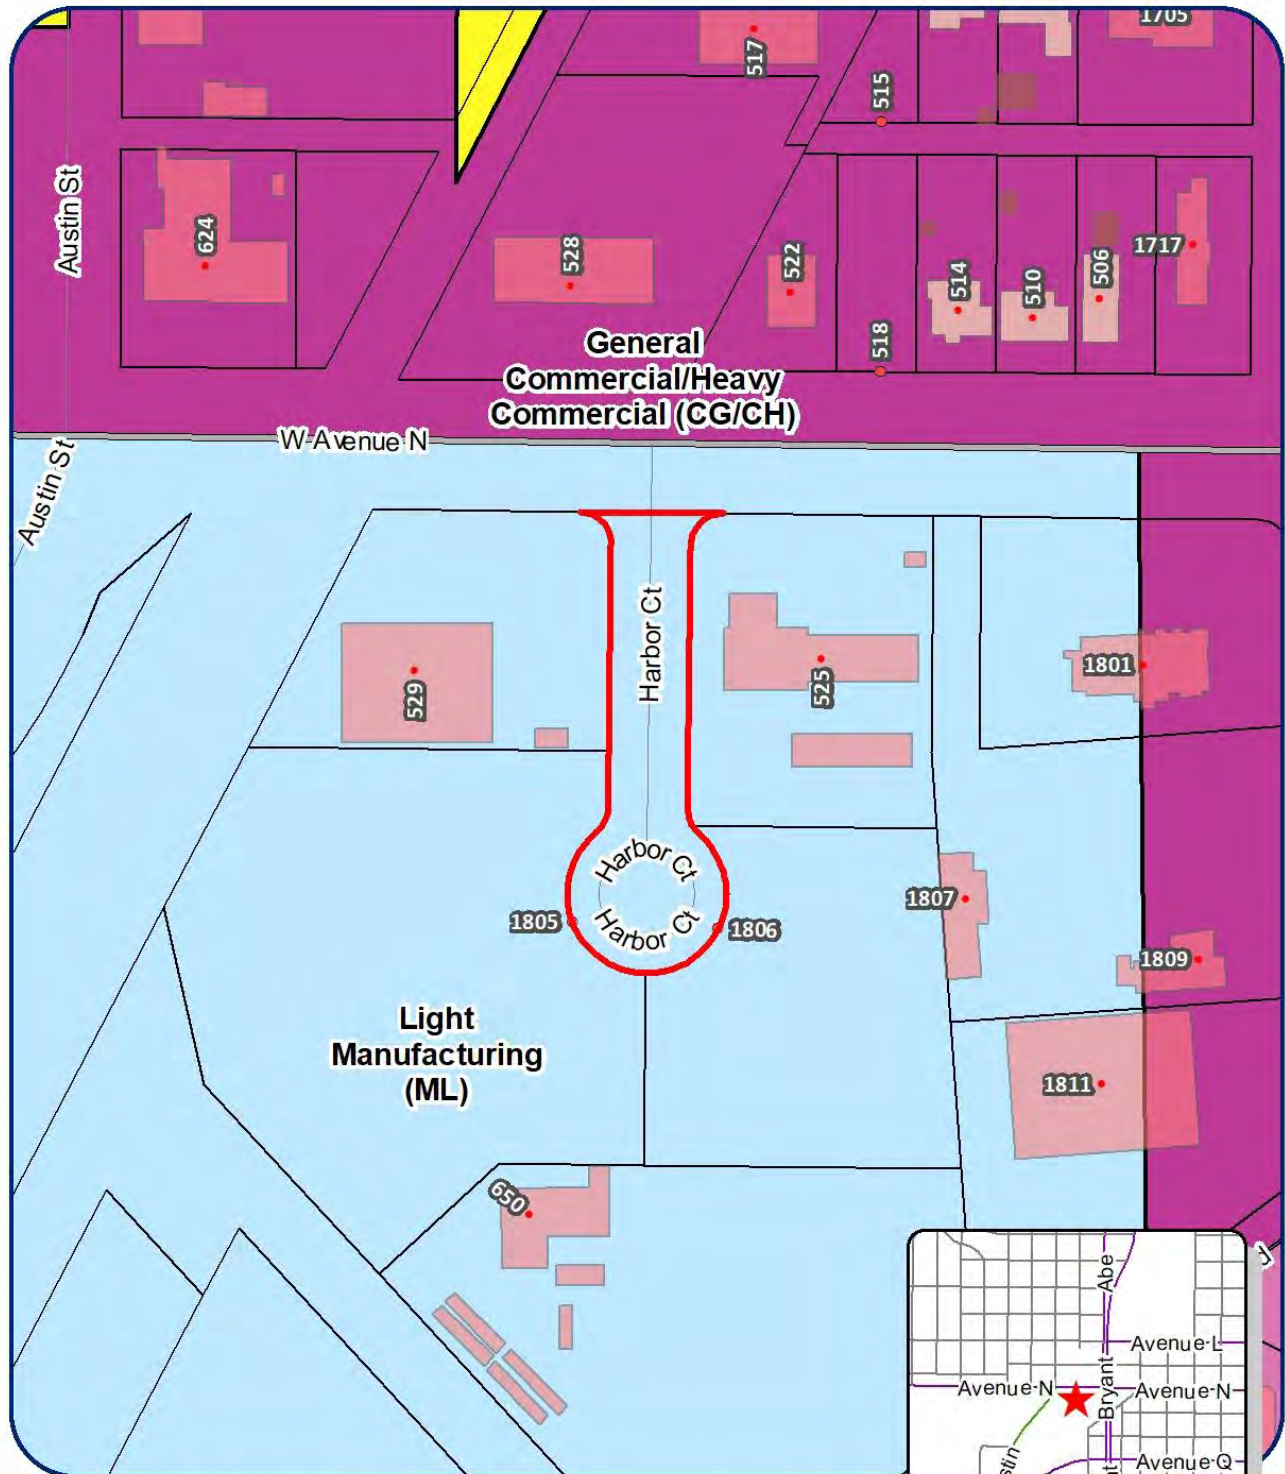 1705
517
515
Austin St
624
528
522
514
510
506
1717
518
General
Commercial/Heavy
Commercial (CG/CH)
W Avenue N
Austin St
Harbor Ct
529
525
1801
Harbor Ct
Harbor Ct
1805
1806
1807
1809
Light
Manufacturing
(ML)
1811
650
Abe
Avenue L
Avenue N
Bryant
Avenue N
Avenue Q